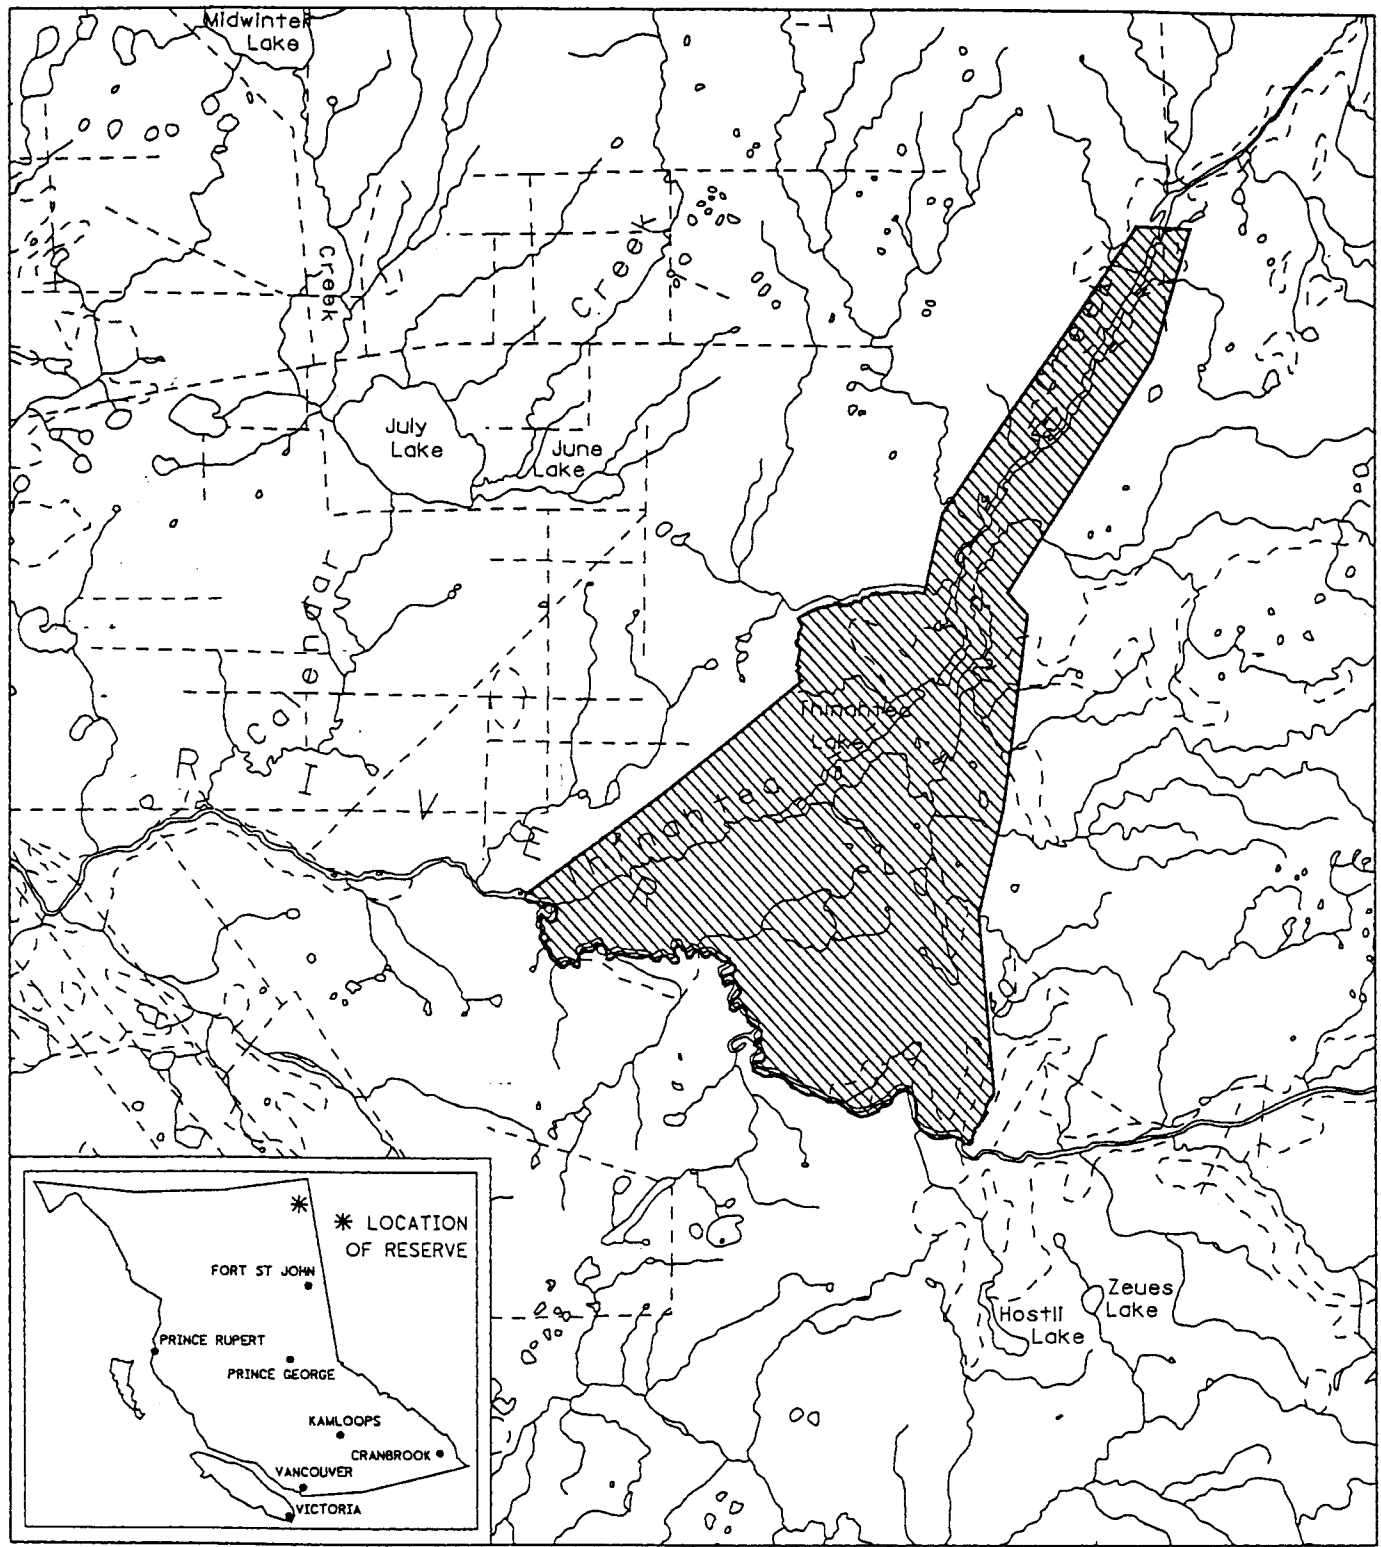 Midwinter
Lake
Creek
Creek
July
Lake
June
Lake
Calendar
Thinahtea
Lake
Thinahtea
R I V E
Hostli
Lake
Zeues
Lake
* LOCATION
OF RESERVE
FORT ST JOHN
PRINCE RUPERT
PRINCE GEORGE
KAMLOOPS
CRANBROOK
VANCOUVER
VICTORIA